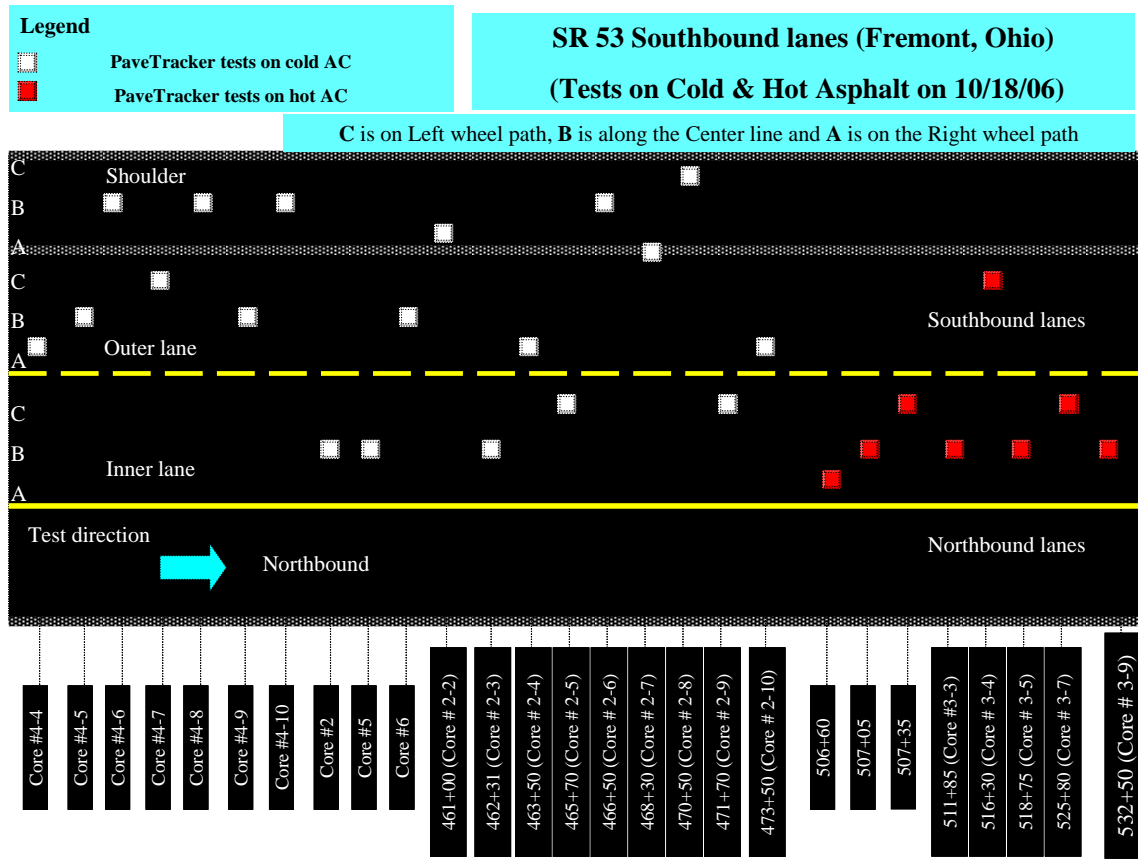 Legend
PaveTracker tests on cold AC
PaveTracker tests on hot AC
SR 53 Southbound lanes (Fremont, Ohio)
(Tests on Cold & Hot Asphalt on 10/18/06)
C is on Left wheel path, B is along the Center line and A is on the Right wheel path
C
Shoulder
B
A
C
B
Southbound lanes
A
Outer lane
C
B
Inner lane
A
Test direction
Northbound
Northbound lanes
Core #4-4
Core #4-5
Core #4-6
Core #4-7
Core #4-8
Core #4-9
Core #4-10
Core #2
Core #5
Core #6
461+00 (Core # 2-2)
462+31 (Core # 2-3)
463+50 (Core # 2-4)
465+70 (Core # 2-5)
466+50 (Core # 2-6)
468+30 (Core # 2-7)
470+50 (Core # 2-8)
471+70 (Core # 2-9)
473+50 (Core # 2-10)
506+60
507+05
507+35
511+85 (Core #3-3)
516+30 (Core # 3-4)
518+75 (Core # 3-5)
525+80 (Core # 3-7)
532+50 (Core # 3-9)